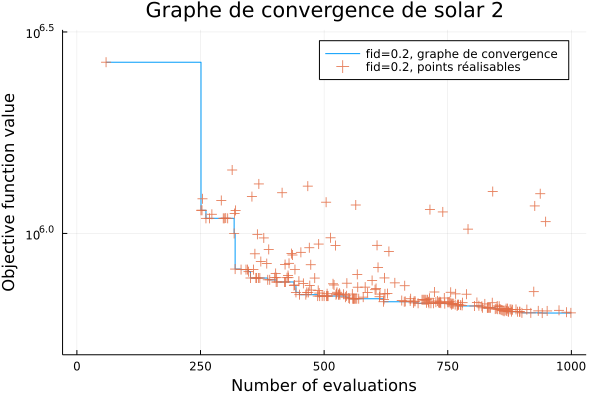 Graphe de convergence de solar 2
fid=0.2, graphe de convergence
fid=0.2, points réalisables
Objective function value
10^6.5
10^6.0
0 250 500 750 1000
Number of evaluations